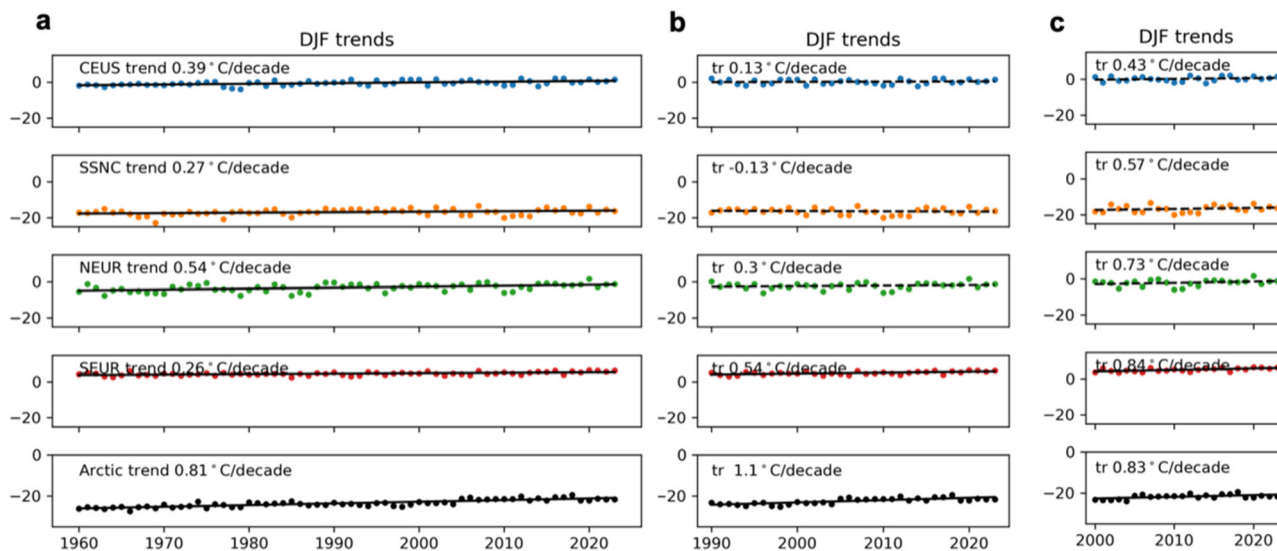 a
DJF trends
CEUS trend 0.39°C/decade
0
−20
SSNC trend 0.27°C/decade
0
−20
NEUR trend 0.54°C/decade
0
−20
SEUR trend 0.26°C/decade
0
−20
Arctic trend 0.81°C/decade
0
−20
1960 1970 1980 1990 2000 2010 2020
b
DJF trends
tr 0.13°C/decade
0
−20
tr -0.13°C/decade
0
−20
tr 0.3°C/decade
0
−20
tr 0.54°C/decade
0
−20
tr 1.1°C/decade
0
−20
1990 2000 2010 2020
c
DJF trends
tr 0.43°C/decade
0
−20
tr 0.57°C/decade
0
−20
tr 0.73°C/decade
0
−20
tr 0.84°C/decade
0
−20
tr 0.83°C/decade
0
−20
2000 2010 2020